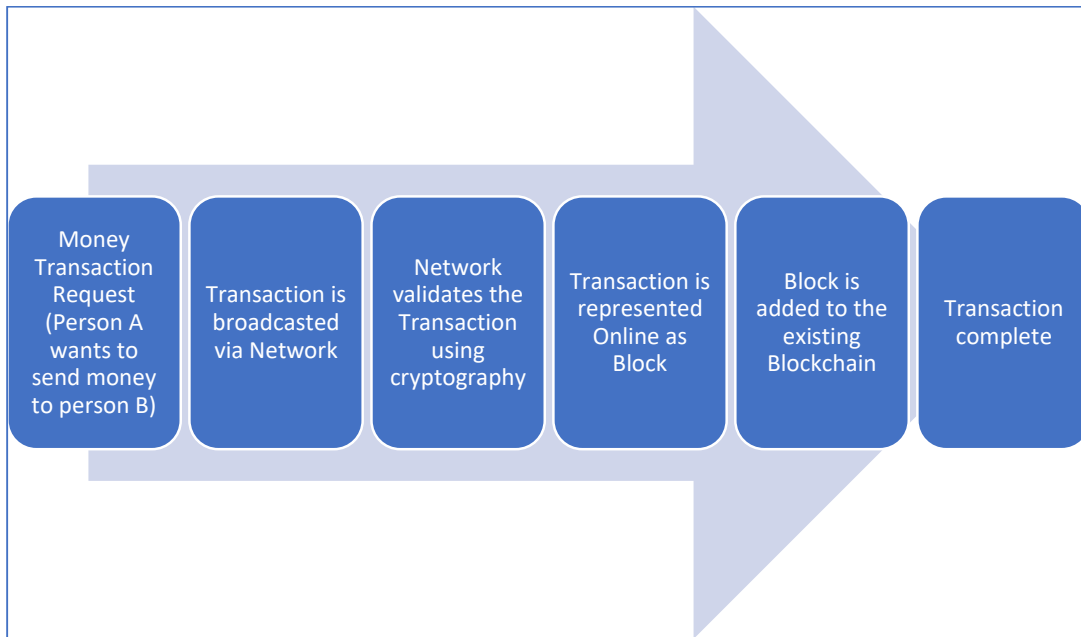 Money
Transaction
Request
(Person A
wants to
send money
to person B)
Transaction is
broadcasted
via Network
Network
validates the
Transaction
using
cryptography
Transaction is
represented
Online as
Block
Block is
added to the
existing
Blockchain
Transaction
complete